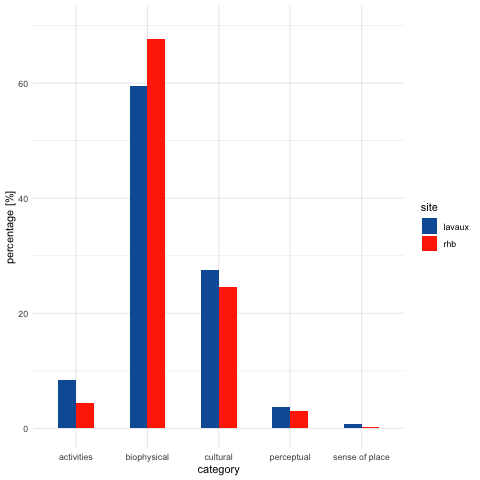 percentage [%]
60
40
20
0
activities
biophysical
cultural
perceptual
sense of place
category
site
lavaux
rhb